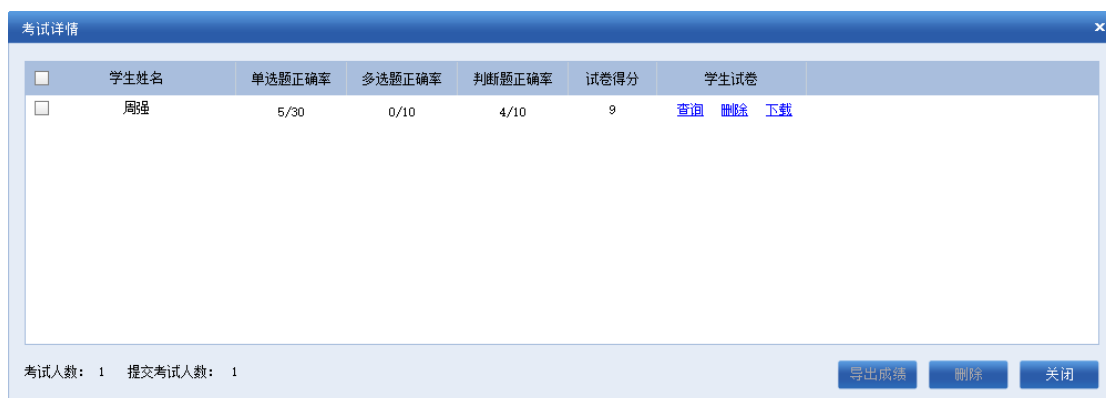 考试详情
学生姓名 单选题正确率 多选题正确率 判断题正确率 试卷得分 学生试卷
周强 5/30 0/10 4/10 9 查询 删除 下载
考试人数： 1 提交考试人数： 1 导出成绩 删除 关闭